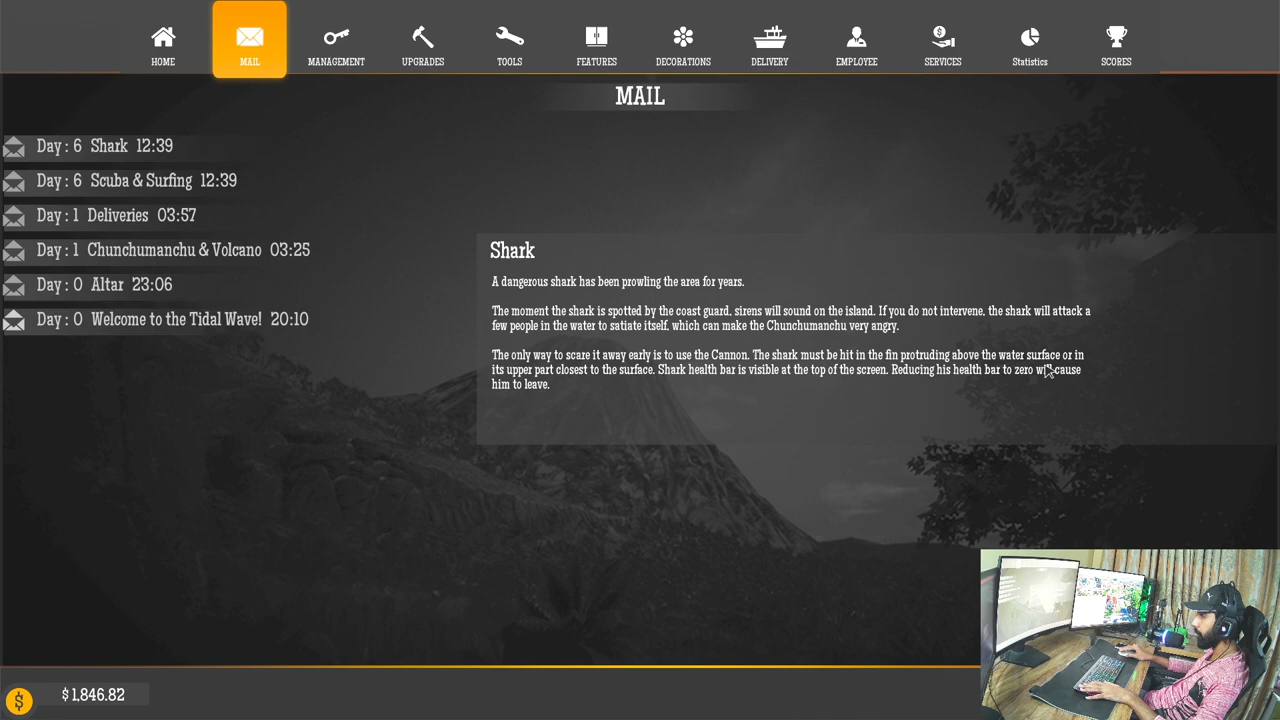 HOME
MAIL
MANAGEMENT
UPGRADES
TOOLS
FEATURES
DECORATIONS
DELIVERY
EMPLOYEE
SERVICES
Statistics
SCORES
MAIL
Day : 6 Shark 12:39
Day : 6 Scuba & Surfing 12:39
Day : 1 Deliveries 03:57
Day : 1 Chunchumanchu & Volcano 03:25
Day : 0 Altar 23:06
Day : 0 Welcome to the Tidal Wave! 20:10
Shark
A dangerous shark has been prowling the area for years.
The moment the shark is spotted by the coast guard, sirens will sound on the island. If you do not intervene, the shark will attack a
few people in the water to satiate itself, which can make the Chunchumanchu very angry.
The only way to scare it away early is to use the Cannon. The shark must be hit in the fin protruding above the water surface or in
its upper part closest to the surface. Shark health bar is visible at the top of the screen. Reducing his health bar to zero will cause
him to leave.
$ 1,846.82